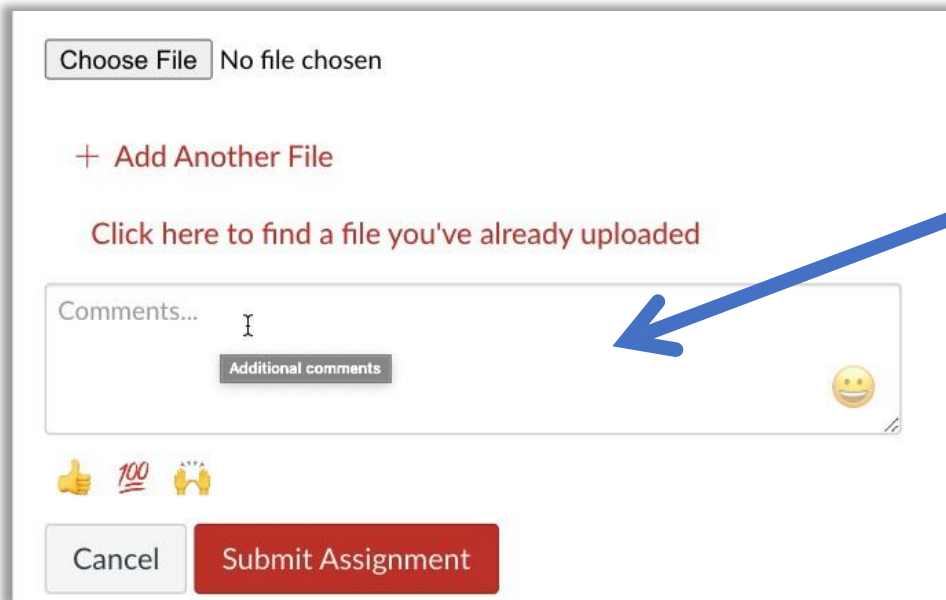 Choose File No file chosen
+ Add Another File
Click here to find a file you've already uploaded
Comments...
Additional comments
👍 💯 🙌
Cancel Submit Assignment